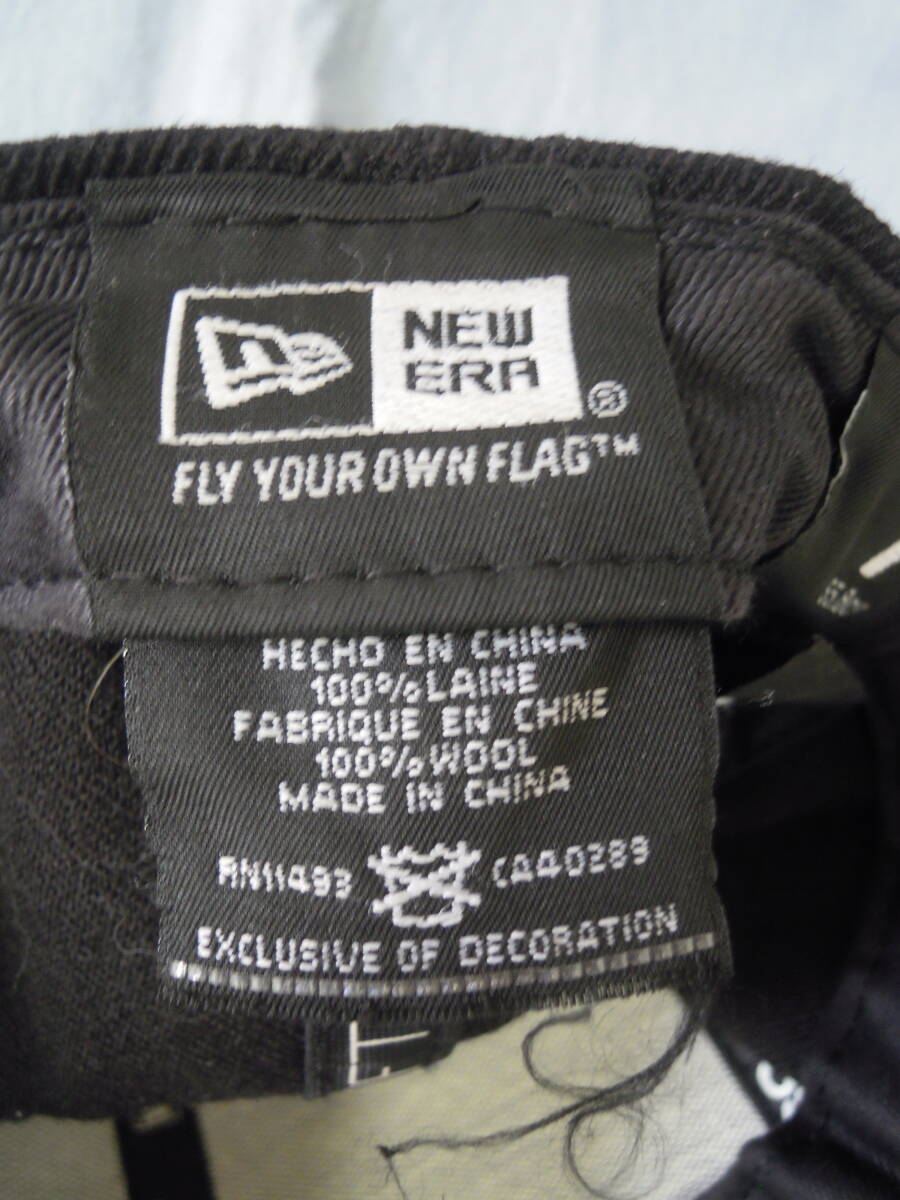 NEW
ERA
®
FLY YOUR OWN FLAG™
HECHO EN CHINA
100% LAINE
FABRIQUE EN CHINE
100% WOOL
MADE IN CHINA
RN11493 CA40289
EXCLUSIVE OF DECORATION